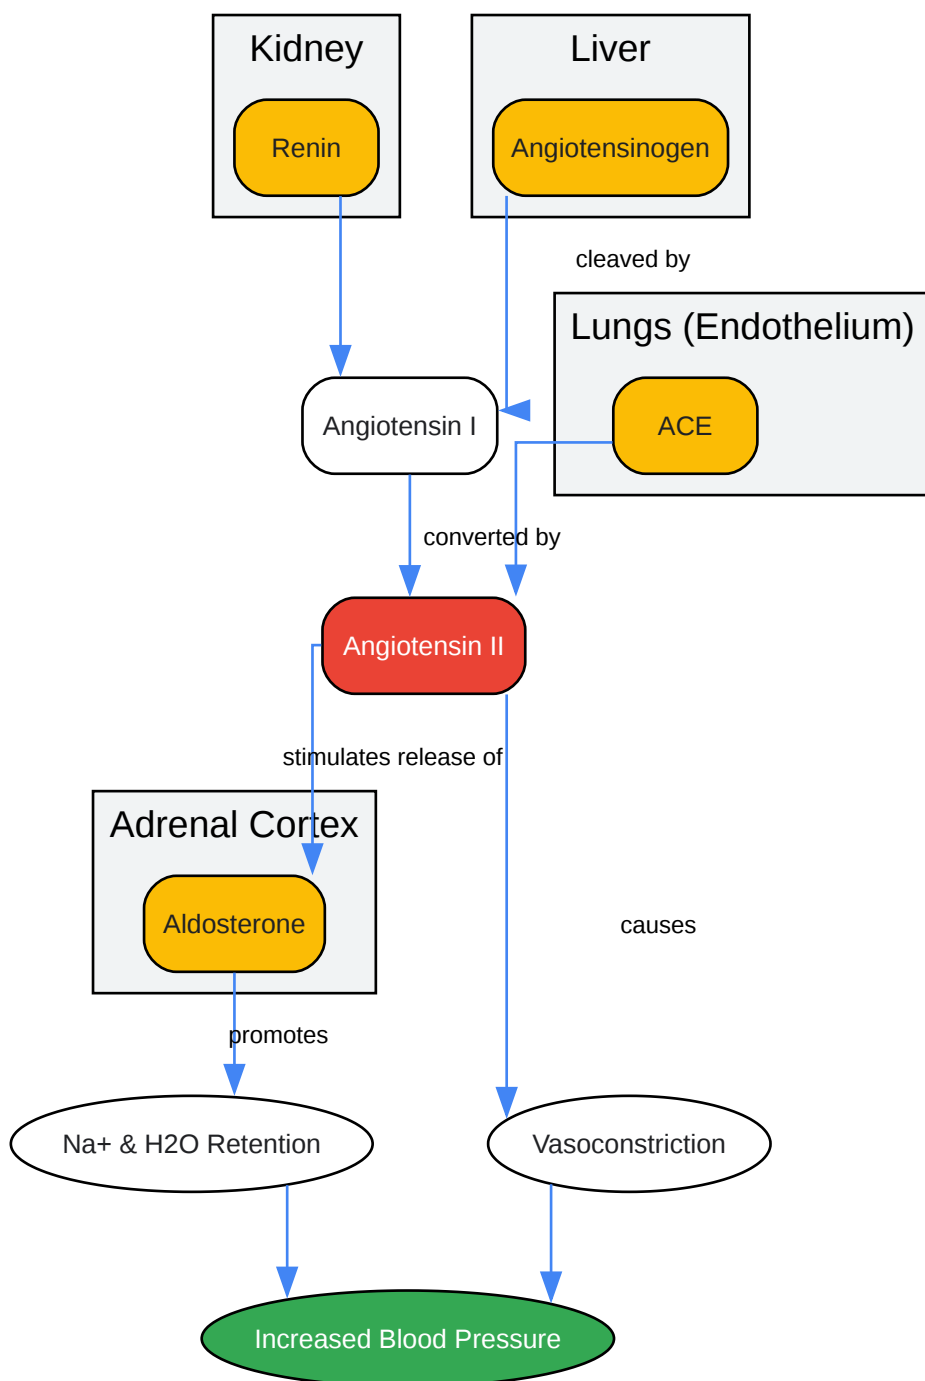 Kidney
Liver
Renin
Angiotensinogen
cleaved by
Lungs (Endothelium)
Angiotensin I
ACE
converted by
Angiotensin II
stimulates release of
Adrenal Cortex
Aldosterone
causes
promotes
Na+ & H2O Retention
Vasoconstriction
Increased Blood Pressure